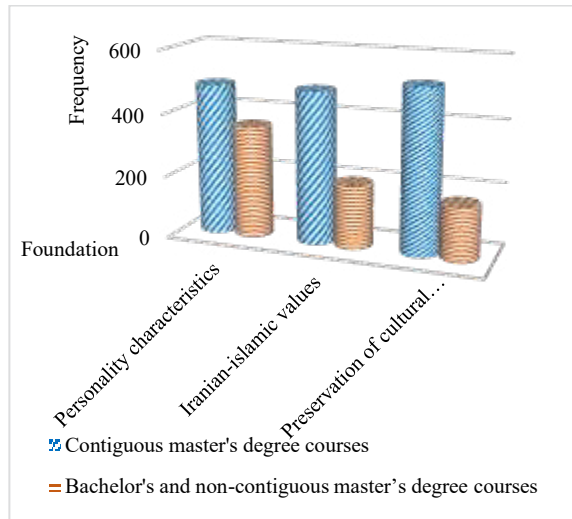 Frequency
600
400
200
0
Foundation
Personality characteristics
Iranian-islamic values
Preservation of cultural…
Contiguous master's degree courses
Bachelor's and non-contiguous master’s degree courses